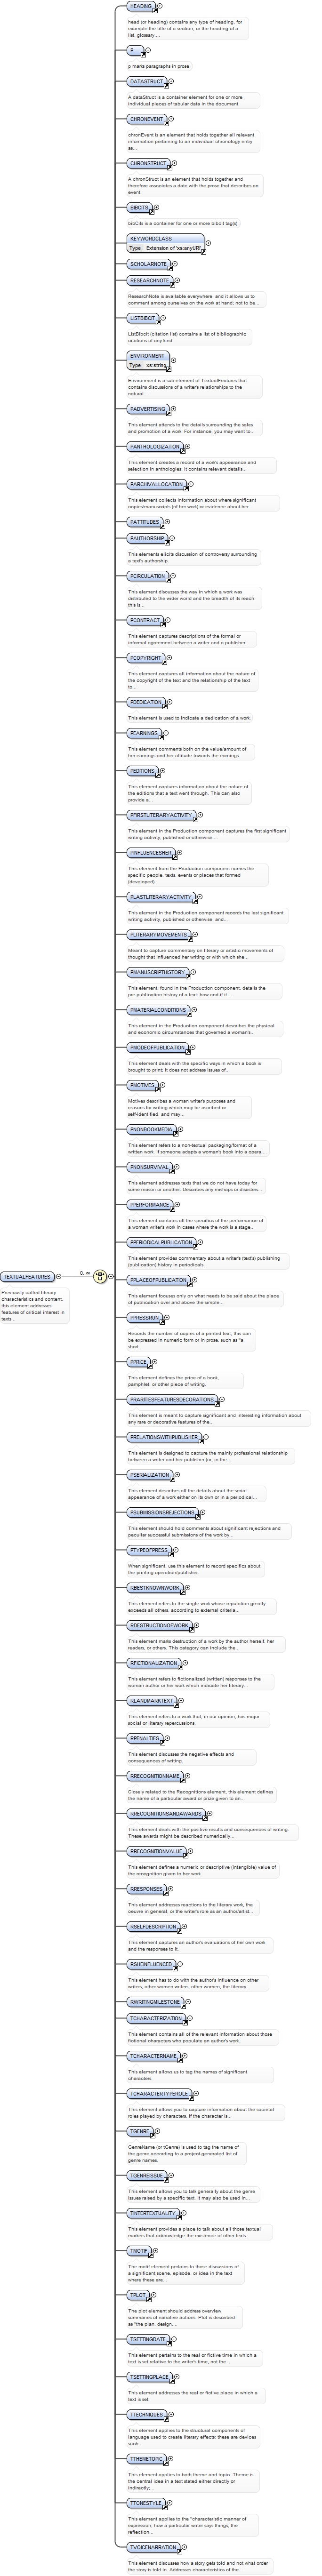 HEADING
head (or heading) contains any type of heading, for
example the title of a section, or the heading of a
list, glossary,...
P
p marks paragraphs in prose.
DATASTRUCT
A dataStruct is a container element for one or more
individual pieces of tabular data in the document.
CHRONEVENT
chronEvent is an element that holds together all relevant
information pertaining to an individual chronology entry
as...
CHRONSTRUCT
A chronStruct is an element that holds together and
therefore associates a date with the prose that describes an
event.
BIBCITS
bibCits is a container for one or more bibcit tag(s).
KEYWORDCLASS
Type Extension of 'xs:anyURI'
SCHOLARNOTE
RESEARCHNOTE
ResearchNote is available everywhere, and it allows us to
comment among ourselves on the work at hand, not to be...
LISTBIBCIT
ListBibcit (citation list) contains a list of bibliographic
citations of any kind.
ENVIRONMENT
Type xs:string
Environment is a sub-element of TextualFeatures that
contains discussions of a writer's relationships to the
natural...
PADVERTISING
This element attends to the details surrounding the sales
and promotion of a work. For instance, you may want to...
PANTHOLOGIZATION
This element creates a record of a work's appearance and
selection in anthologies; it contains relevant details...
PARCHIVALLOCATION
This element collects information about where significant
copies/manuscripts (of her work) or evidence about her...
PATTITUDES
PAUTHORSHIP
This elements elicits discussion of controversy surrounding
a text's authorship.
PCIRCULATION
This element discusses the way in which a work was
distributed to the wider world and the breadth of its reach:
this is...
PCONTRACT
This element captures descriptions of the formal or
informal agreement between a writer and a publisher.
PCOPYRIGHT
This element captures all information about the nature of
the copyright of the text and the relationship of the text
to...
PDEDICATION
This element is used to indicate a dedication of a work.
PEARNINGS
This element comments both on the value/amount of
her earnings and her attitude towards the earnings.
PEDITIONS
This element captures information about the nature of
the editions that a text went through. This can also
provide a...
PFIRSTLITERARYACTIVITY
This element in the Production component captures the first significant
writing activity, published or otherwise....
PINFLUENCESHER
This element from the Production component names the
specific people, texts, events or places that formed
(developed)...
PLASTLITERARYACTIVITY
This element in the Production component records the last significant
writing activity, published or otherwise, and...
PLITERARYMOVEMENTS
Meant to capture commentary on literary or artistic movements of
thought that influenced her writing or with which she...
PMANUSCRIPTHISTORY
This element, found in the Production component, details the
pre-publication history of a text: how and if it...
PMATERIALCONDITIONS
This element in the Production component describes the physical
and economic circumstances that governed a woman's...
PMODEOFPUBLICATION
This element deals with the specific ways in which a book is
brought to print; it does not address issues of...
PMOTIVES
Motives describes a woman writer's purposes and
reasons for writing which may be ascribed or
self-identified, and may...
PNONBOOKMEDIA
This element refers to a non-textual packaging/format of a
written work. If someone adapts a woman's book into a opera,...
PNONSURVIVAL
This element addresses texts that we do not have today for
some reason or another. Describes any mishaps or disasters...
PPERFORMANCE
This element contains all the specifics of the performance of
a woman writer's work in cases where the work is a stage...
PPERIODICALPUBLICATION
This element provides commentary about a writer's (text's) publishing
(publication) history in periodicals.
TEXTUALFEATURES
0..∞
Previously called literary
characteristics and content,
this element addresses
features of critical interest in
texts...
PPLACEOFPUBLICATION
This element focuses only on what needs to be said about the place
of publication over and above the simple...
PPRESSRUN
Records the number of copies of a printed text; this can
be expressed in numeric form or in prose, such as "a
short...
PPRICE
This element defines the price of a book,
pamphlet, or other piece of writing.
PRARITIESFEATURESDECORATIONS
This element is meant to capture significant and interesting information about
any rare or decorative features of the...
PRELATIONSWITHPUBLISHER
This element is designed to capture the mainly professional relationship
between a writer and her publisher (or, in the...
PSERIALIZATION
This element describes all the details about the serial
appearance of a work either on its own or in a periodical...
PSUBMISSIONSREJECTIONS
This element should hold comments about significant rejections and
peculiar successful submissions of the work by...
PTYPEOFPRESS
When significant, use this element to record specifics about
the printing operation/publisher.
RBESTKNOWNWORK
This element refers to the single work whose reputation greatly
exceeds all others, according to external criteria...
RDESTRUCTIONOFWORK
This element marks destruction of a work by the author herself, her
readers, or others. This category can include the...
RFICTIONALIZATION
This element refers to fictionalized (written) responses to the
woman author or her work which indicate her literary...
RLANDMARKTEXT
This element refers to a work that, in our opinion, has major
social or literary repercussions.
RPENALTIES
This element discusses the negative effects and
consequences of writing.
RRECOGNITIONNAME
Closely related to the Recognitions element, this element defines
the name of a particular award or prize given to an...
RRECOGNITIONSANDAWARDS
This element deals with the positive results and consequences of writing.
These awards might be described numerically...
RRECOGNITIONVALUE
This element defines a numeric or descriptive (intangible) value of
the recognition given to her work.
RRESPONSES
This element addresses reactions to the literary work, the
oeuvre in general, or the writer's role as an author/artist...
RSELFDESCRIPTION
This element captures an author's evaluations of her own work
and the responses to it.
RSHEINFLUENCED
This element has to do with the author's influence on other
writers, other women writers, other women, the literary...
RWRITINGMILESTONE
TCHARACTERIZATION
This element contains all of the relevant information about those
fictional characters who populate an author's work.
TCHARACTERNAME
This element allows us to tag the names of significant
characters.
TCHARACTERTYPEROLE
This element allows you to capture information about the societal
roles played by characters. If the character is...
TGENRE
GenreName (or tGenre) is used to tag the name of
the genre according to a project-generated list of
genre names.
TGENREISSUE
This element allows you to talk generally about the genre
issues raised by a specific text. It may also be used in...
TINTERTEXTUALITY
This element provides a place to talk about all those textual
markers that acknowledge the existence of other texts.
TMOTIF
The motif element pertains to those discussions of
a significant scene, episode, or idea in the text
where these are...
TPLOT
The plot element should address overview
summaries of narrative actions. Plot is described
as "the plan, design,...
TSETTINGDATE
This element pertains to the real or fictive time in which a
text is set relative to the writer's time, not the...
TSETTINGPLACE
This element addresses the real or fictive place in which a
text is set.
TTECHNIQUES
This element applies to the structural components of
language used to create literary effects: these are devices
such...
TTHEMETOPIC
This element applies to both theme and topic. Theme is
the central idea in a text stated either directly or
indirectly;...
TTONESTYLE
This element applies to the "characteristic manner of
expression; how a particular writer says things; the
reflection...
TVOICENARRATION
This element discusses how a story gets told and not what order
the story is told in. Addresses characteristics of the...